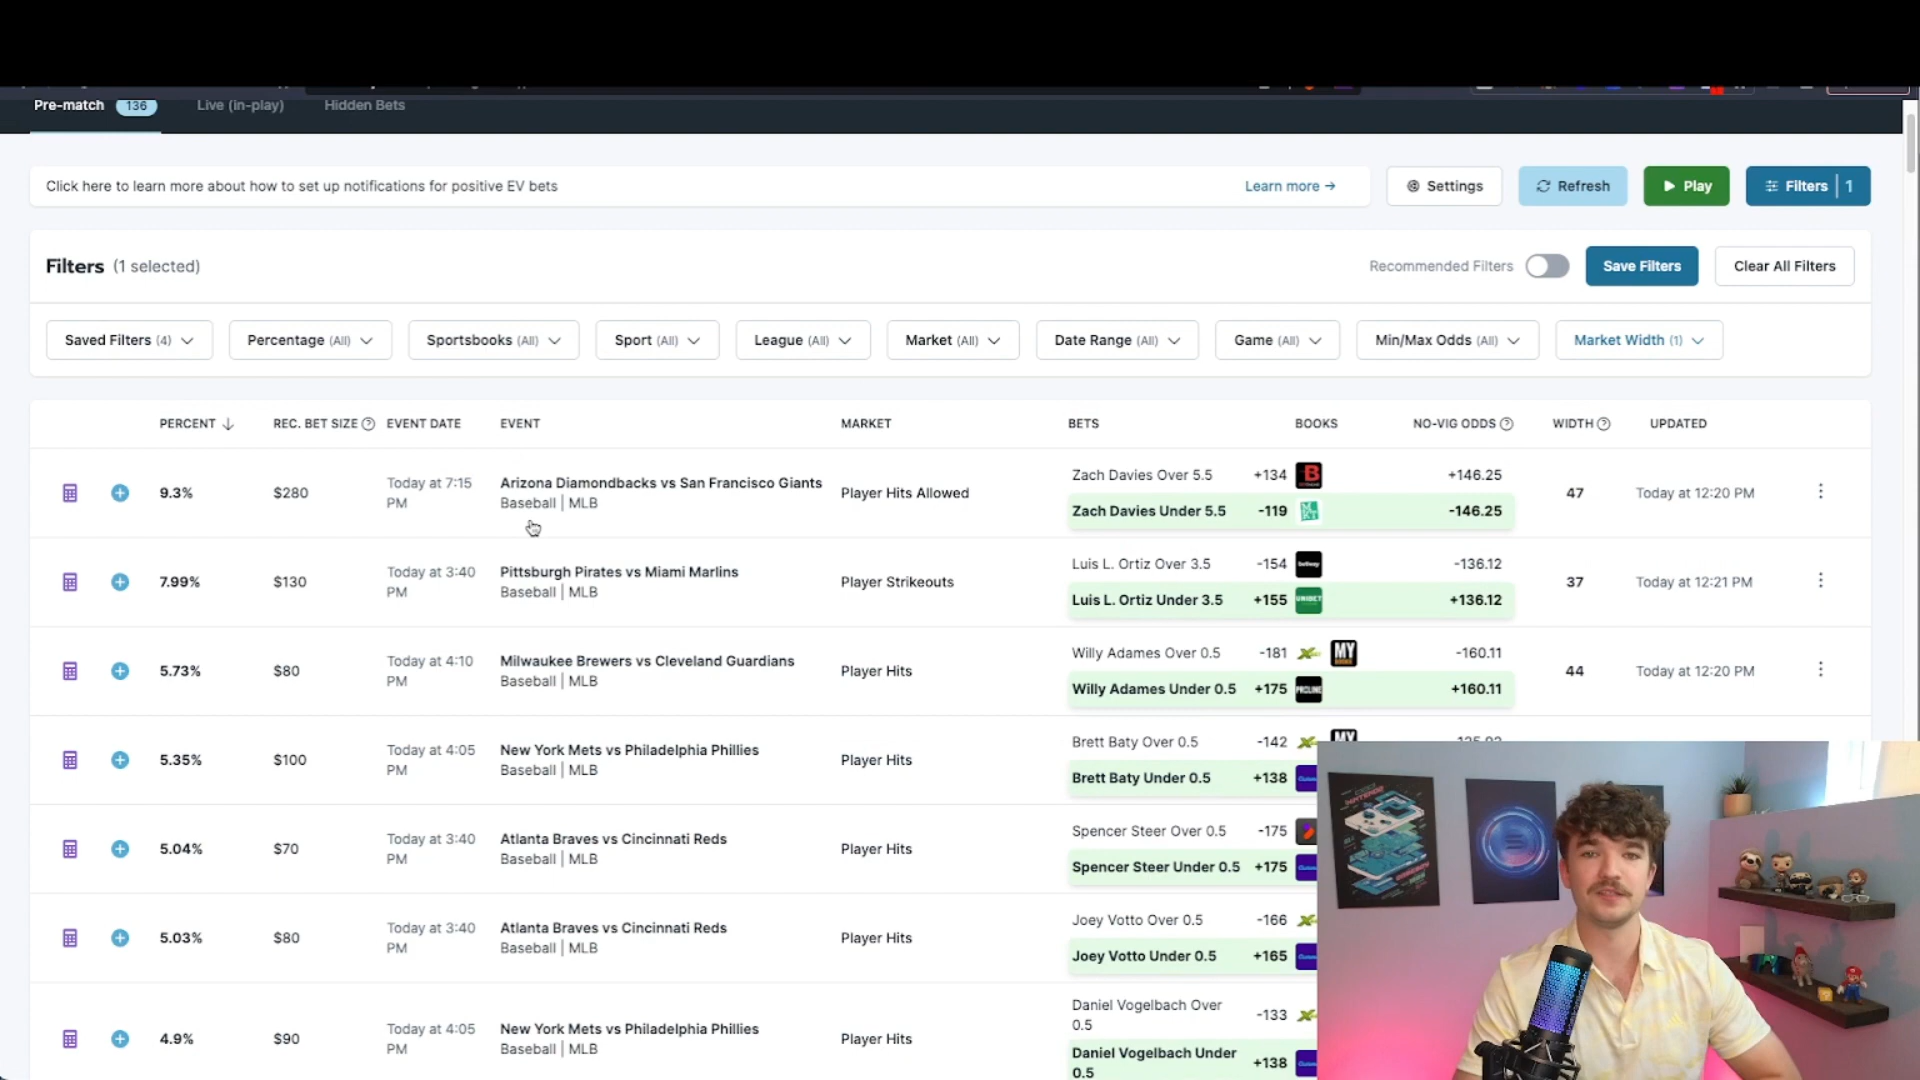 Pre-match 136 Live (in-play) Hidden Bets
Click here to learn more about how to set up notifications for positive EV bets Learn more → Settings Refresh Play Filters | 1
Filters (1 selected) Recommended Filters Save Filters Clear All Filters
Saved Filters (4) Percentage (All) Sportsbooks (All) Sport (All) League (All) Market (All) Date Range (All) Game (All) Min/Max Odds (All) Market Width (1)
PERCENT ↓ REC. BET SIZE EVENT DATE EVENT MARKET BETS BOOKS NO-VIG ODDS WIDTH UPDATED
9.3% $280 Today at 7:15 PM Arizona Diamondbacks vs San Francisco Giants Player Hits Allowed Zach Davies Over 5.5 +134 B +146.25 47 Today at 12:20 PM
Baseball | MLB Zach Davies Under 5.5 -119 -146.25
7.99% $130 Today at 3:40 PM Pittsburgh Pirates vs Miami Marlins Player Strikeouts Luis L. Ortiz Over 3.5 -154 betway -136.12 37 Today at 12:21 PM
Baseball | MLB Luis L. Ortiz Under 3.5 +155 UNIBET +136.12
5.73% $80 Today at 4:10 PM Milwaukee Brewers vs Cleveland Guardians Player Hits Willy Adames Over 0.5 -181 MY -160.11 44 Today at 12:20 PM
Baseball | MLB Willy Adames Under 0.5 +175 PROLINE +160.11
5.35% $100 Today at 4:05 PM New York Mets vs Philadelphia Phillies Player Hits Brett Baty Over 0.5 -142 MY
Baseball | MLB Brett Baty Under 0.5 +138
5.04% $70 Today at 3:40 PM Atlanta Braves vs Cincinnati Reds Player Hits Spencer Steer Over 0.5 -175
Baseball | MLB Spencer Steer Under 0.5 +175
5.03% $80 Today at 3:40 PM Atlanta Braves vs Cincinnati Reds Player Hits Joey Votto Over 0.5 -166
Baseball | MLB Joey Votto Under 0.5 +165
4.9% $90 Today at 4:05 PM New York Mets vs Philadelphia Phillies Player Hits Daniel Vogelbach Over 0.5 -133
Baseball | MLB Daniel Vogelbach Under 0.5 +138